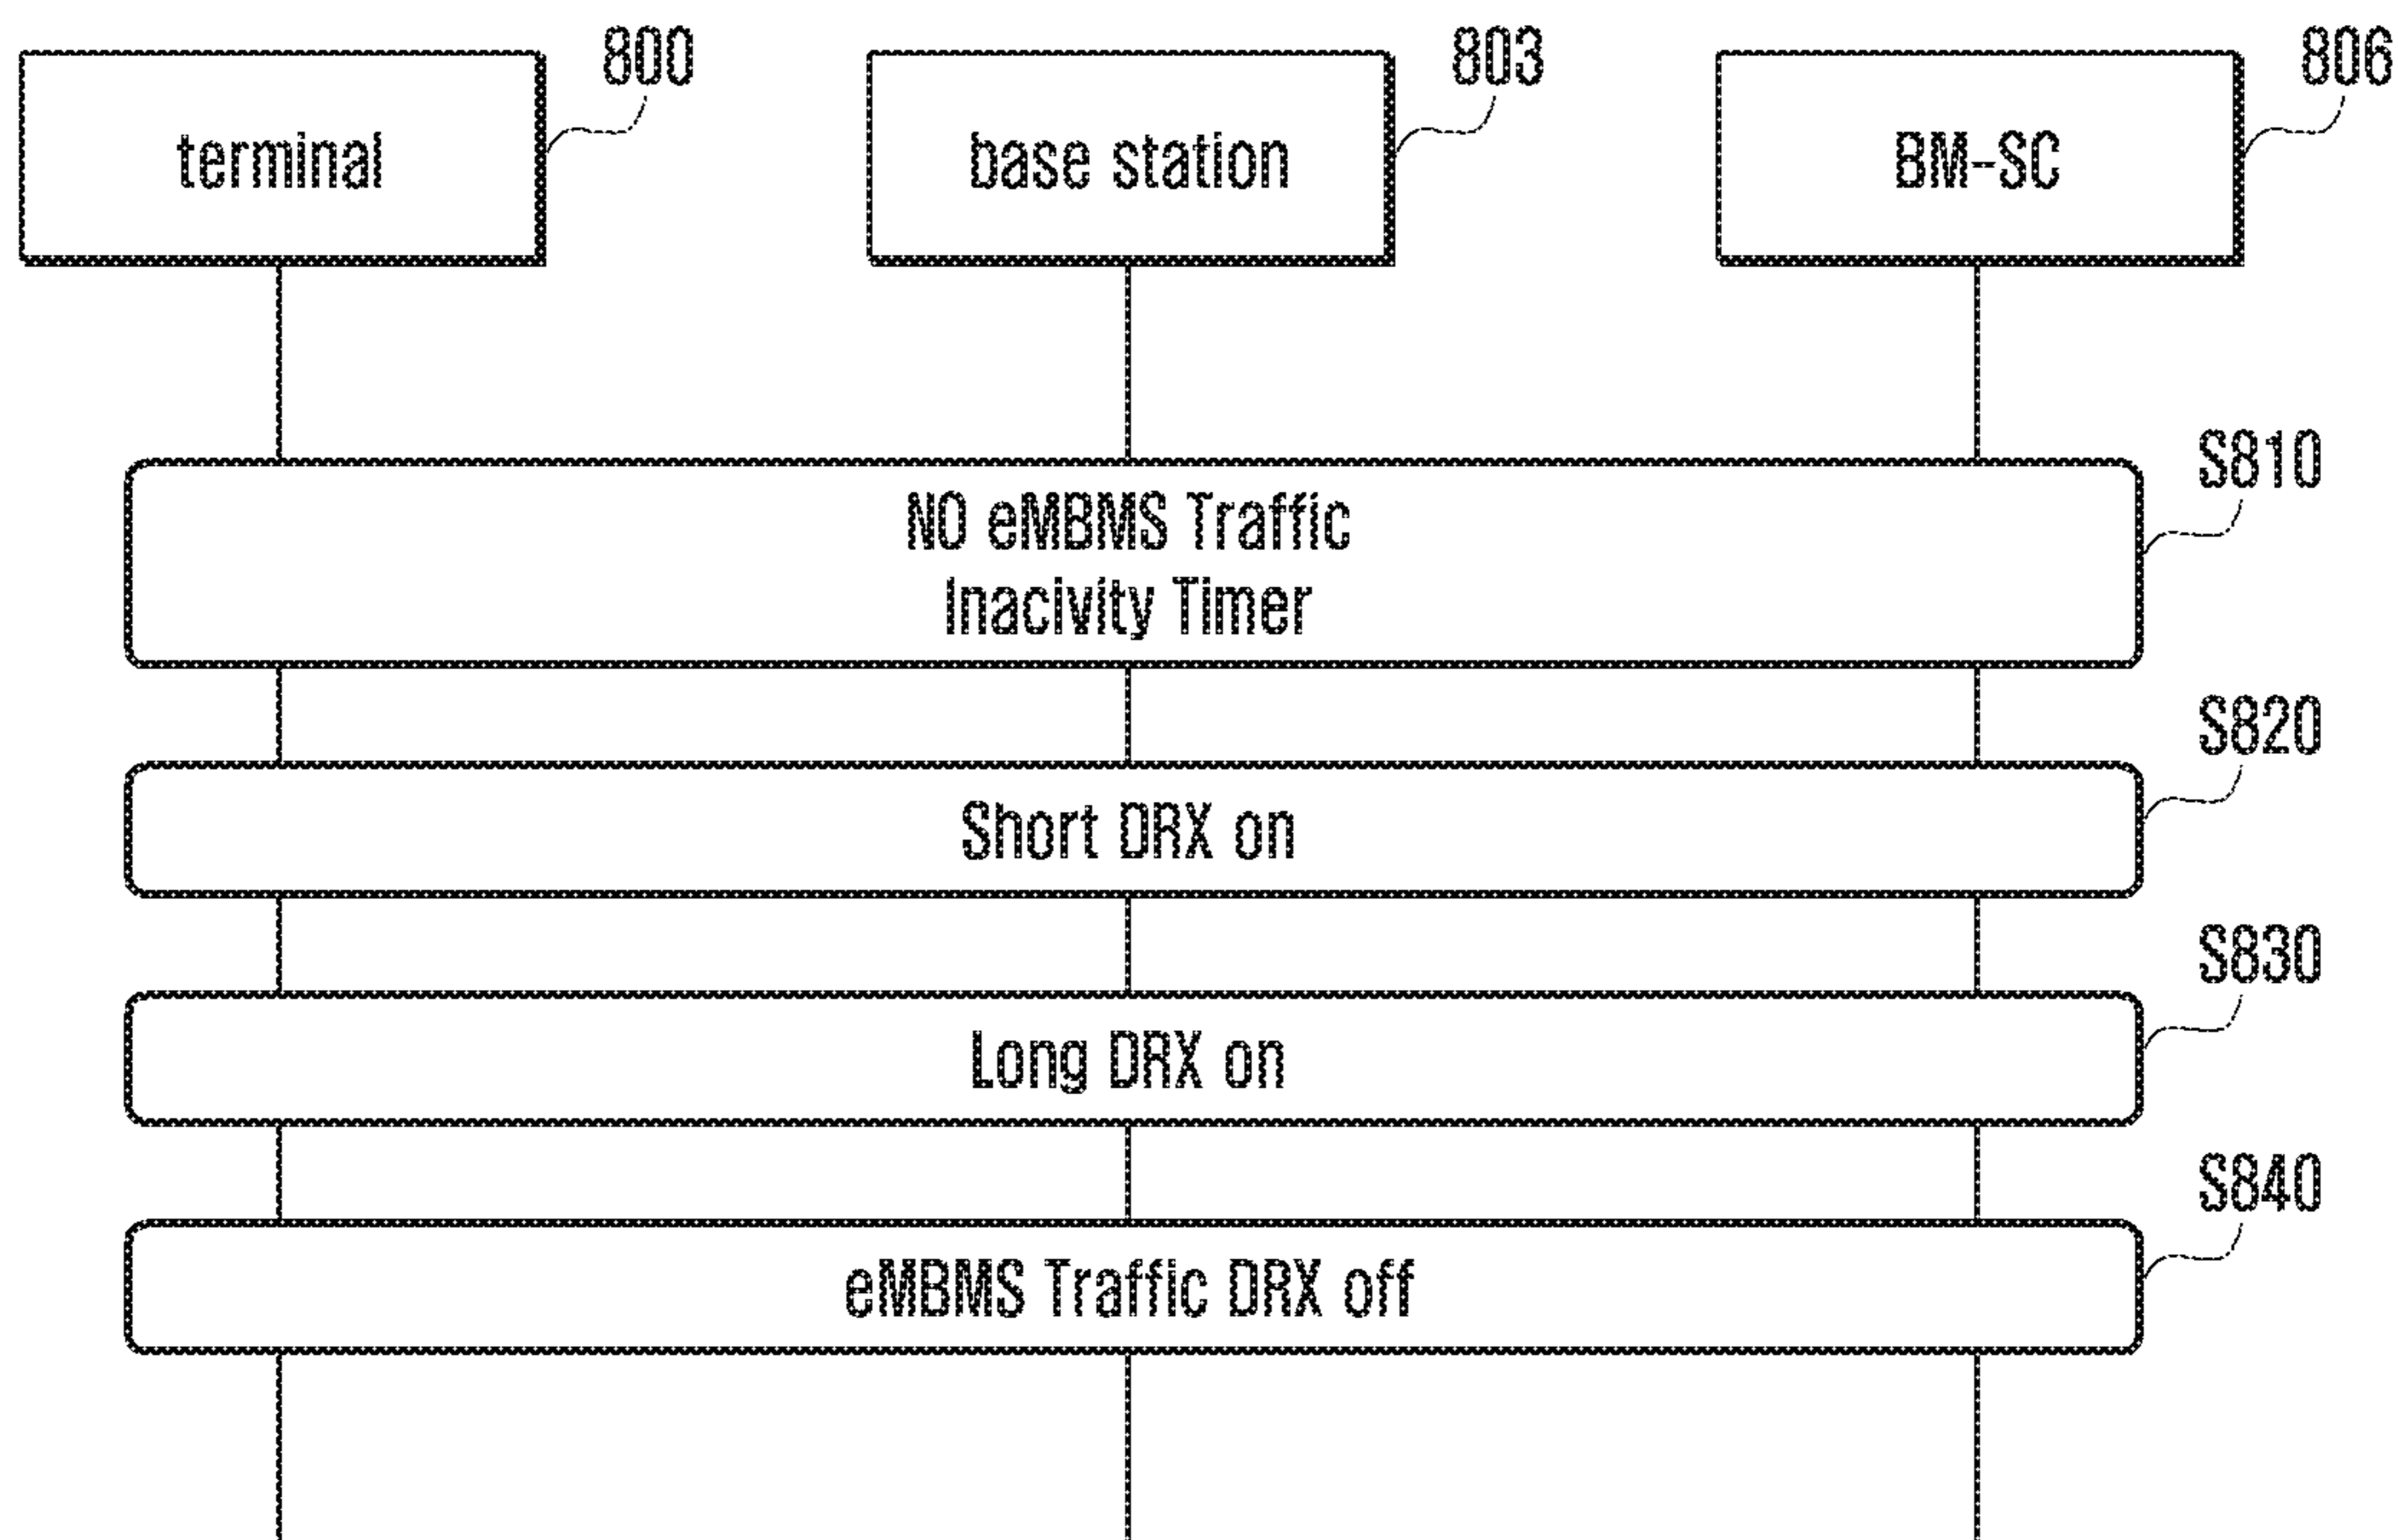 800
803
806
terminal
base station
BM-SC
S810
NO eMBMS Traffic
Inacivity Timer
S820
Short DRX on
S830
Long DRX on
S840
eMBMS Traffic DRX off